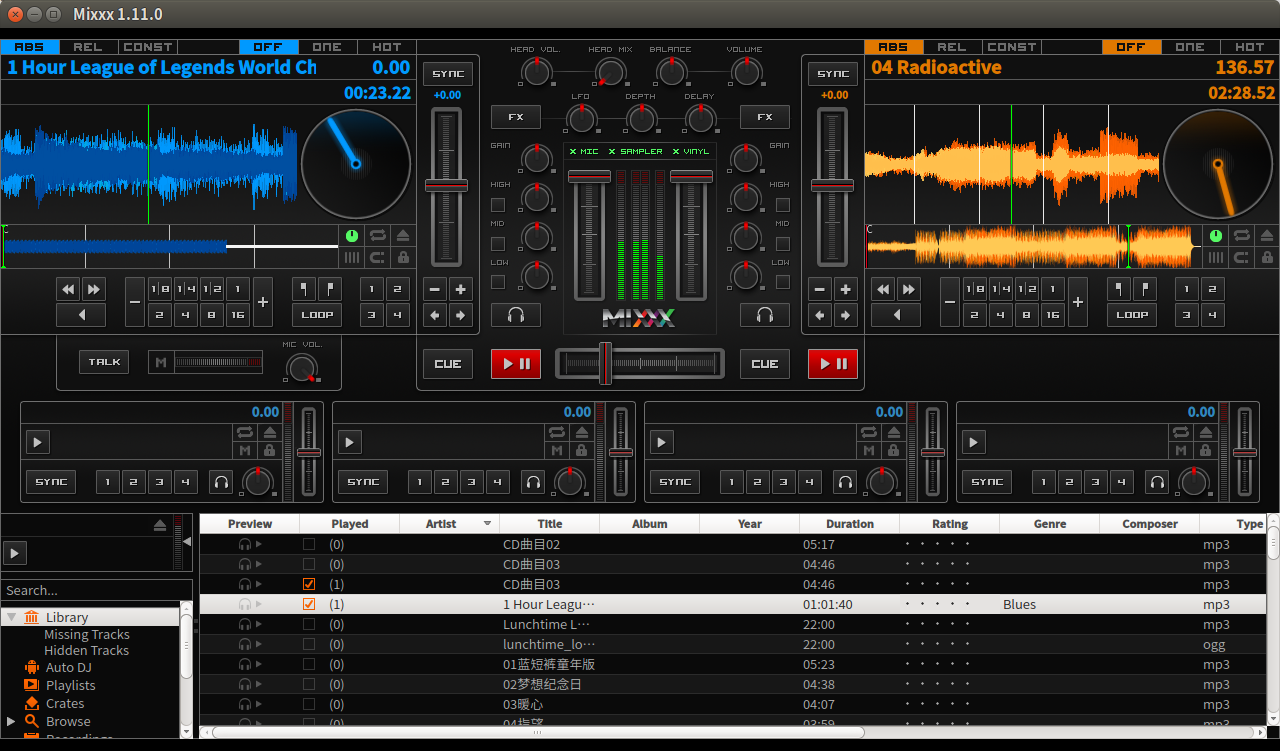 Mixxx 1.11.0
ABS REL CONST OFF ONE HOT
1 Hour League of Legends World Ch 0.00
00:23.22
C
SYNC
+0.00
HEAD VOL. HEAD MIX BALANCE VOLUME
LFO DEPTH DELAY
FX FX
GAIN GAIN
✕ MIC ✕ SAMPLER ✕ VINYL
HIGH HIGH
MID MID
LOW LOW
MIXXX
SYNC
+0.00
ABS REL CONST OFF ONE HOT
04 Radioactive 136.57
02:28.52
C
1|8 1|4 1|2 1 1 2
2 4 8 16 LOOP 3 4
1|8 1|4 1|2 1 1 2
2 4 8 16 LOOP 3 4
TALK M MIC VOL.
CUE CUE CUE
0.00 0.00 0.00 0.00
M M M M
SYNC 1 2 3 4 SYNC 1 2 3 4 SYNC 1 2 3 4 SYNC 1 2 3 4
Search...
Library
Missing Tracks
Hidden Tracks
Auto DJ
Playlists
Crates
Browse
Recordings
Preview Played Artist Title Album Year Duration Rating Genre Composer Type
(0) CD曲目02 05:17 mp3
(0) CD曲目03 04:46 mp3
(1) CD曲目03 04:46 mp3
(1) 1 Hour Leagu… 01:01:40 Blues mp3
(0) Lunchtime L… 22:00 mp3
(0) lunchtime_lo… 22:00 ogg
(0) 01蓝短裤童年版 05:23 mp3
(0) 02梦想纪念日 04:38 mp3
(0) 03暖心 04:07 mp3
(0) 04指望 03:59 mp3